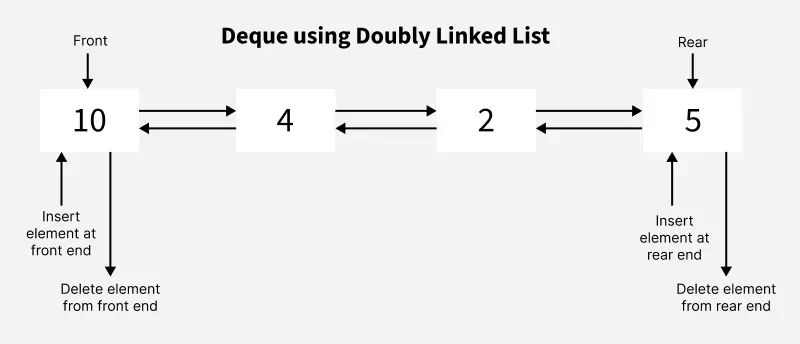 Deque using Doubly Linked List
Front
Rear
10
4
2
5
Insert
element at
front end
Delete element
from front end
Insert
element at
rear end
Delete element
from rear end